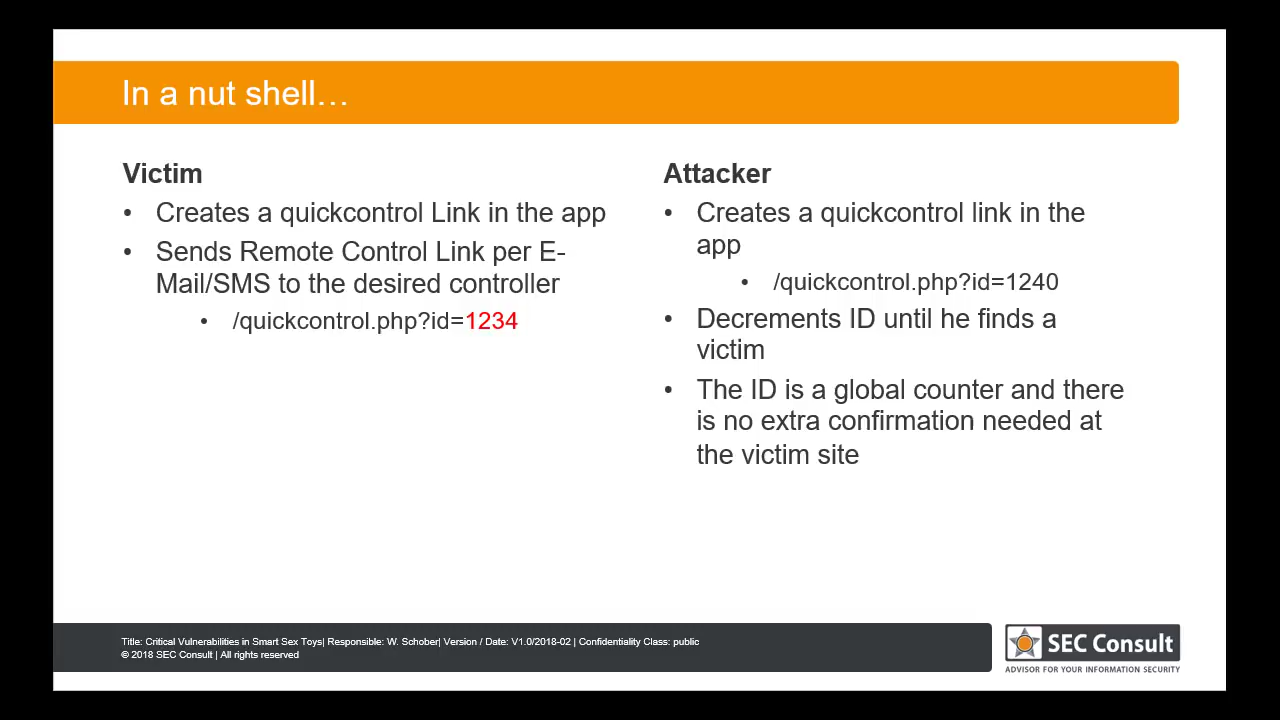 In a nut shell…
Victim
• Creates a quickcontrol Link in the app
• Sends Remote Control Link per E-
Mail/SMS to the desired controller
• /quickcontrol.php?id=1234
Attacker
• Creates a quickcontrol link in the
app
• /quickcontrol.php?id=1240
• Decrements ID until he finds a
victim
• The ID is a global counter and there
is no extra confirmation needed at
the victim site
Title: Critical Vulnerabilities in Smart Sex Toys| Responsible: W. Schober| Version / Date: V1.0/2018-02 | Confidentiality Class: public
© 2018 SEC Consult | All rights reserved
SEC Consult
ADVISOR FOR YOUR INFORMATION SECURITY